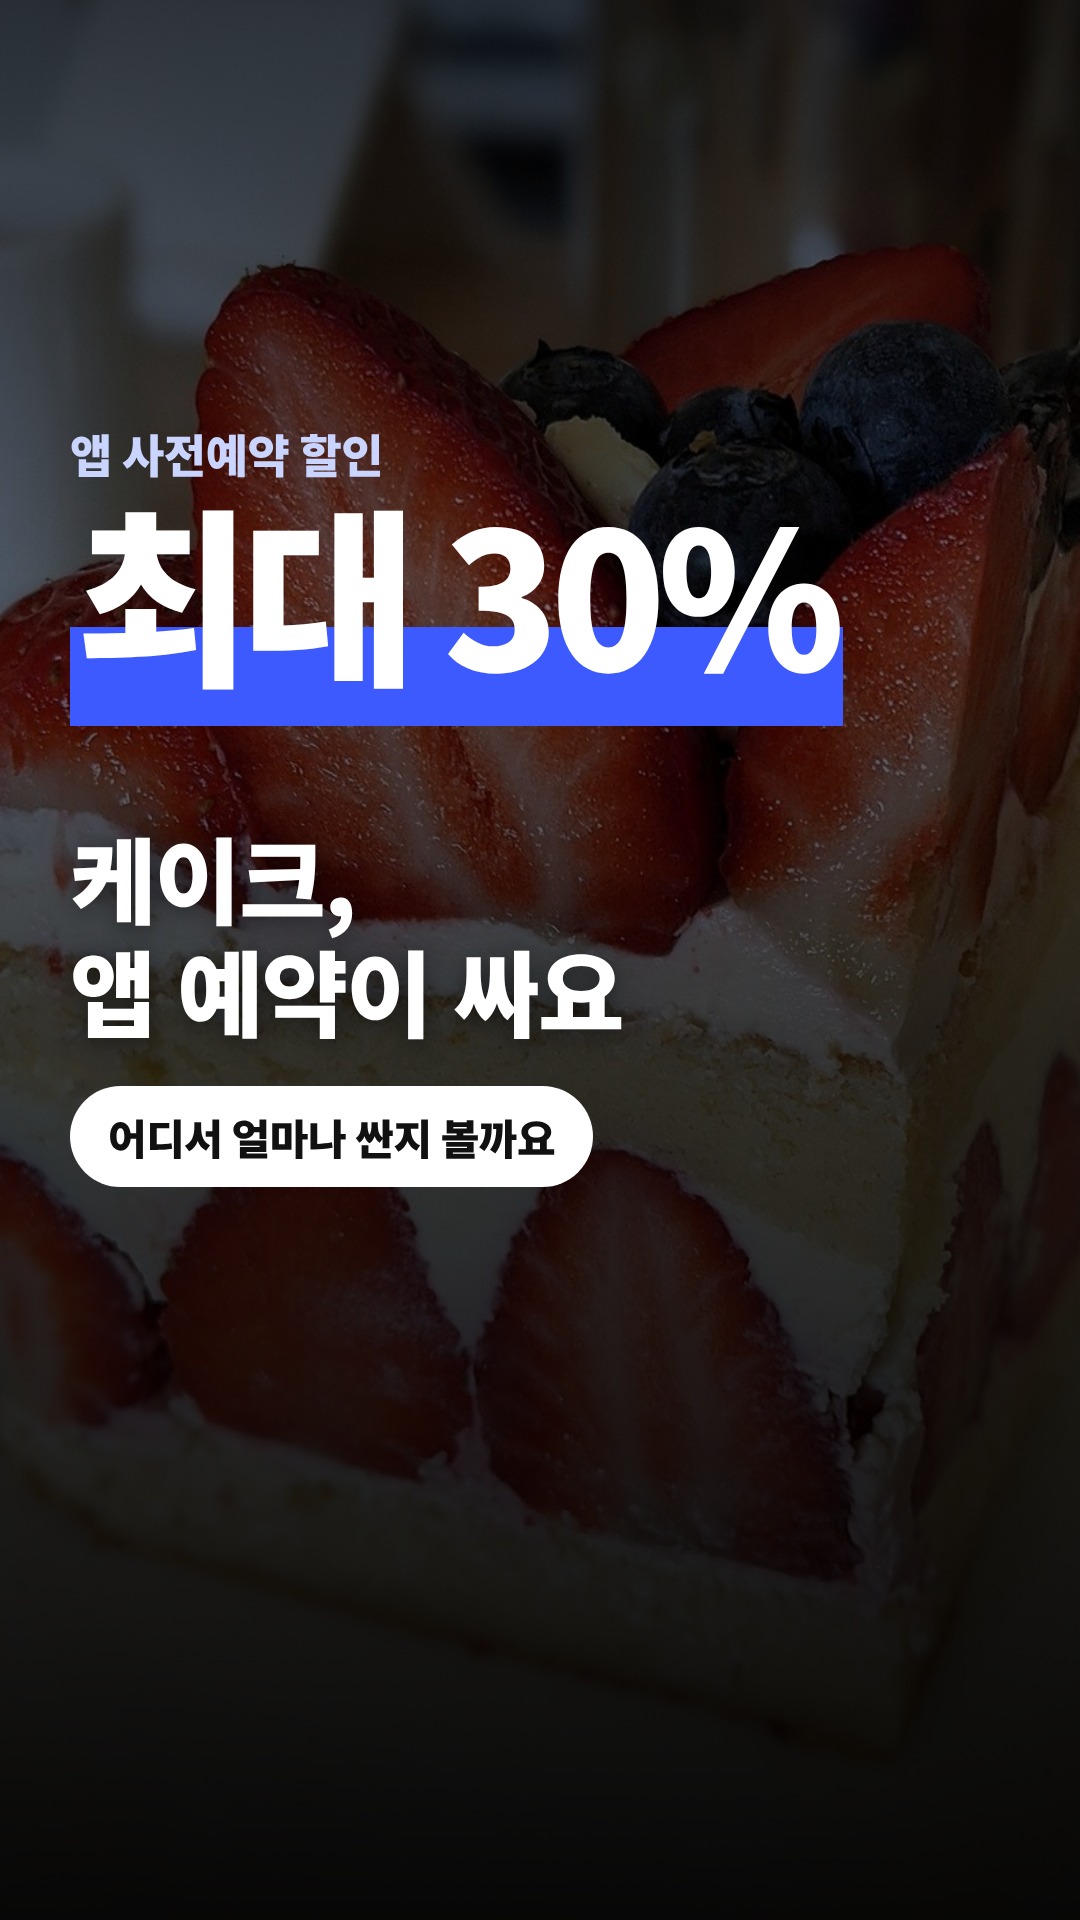 앱 사전예약 할인
최대 30%
케이크,
앱 예약이 싸요
어디서 얼마나 싼지 볼까요